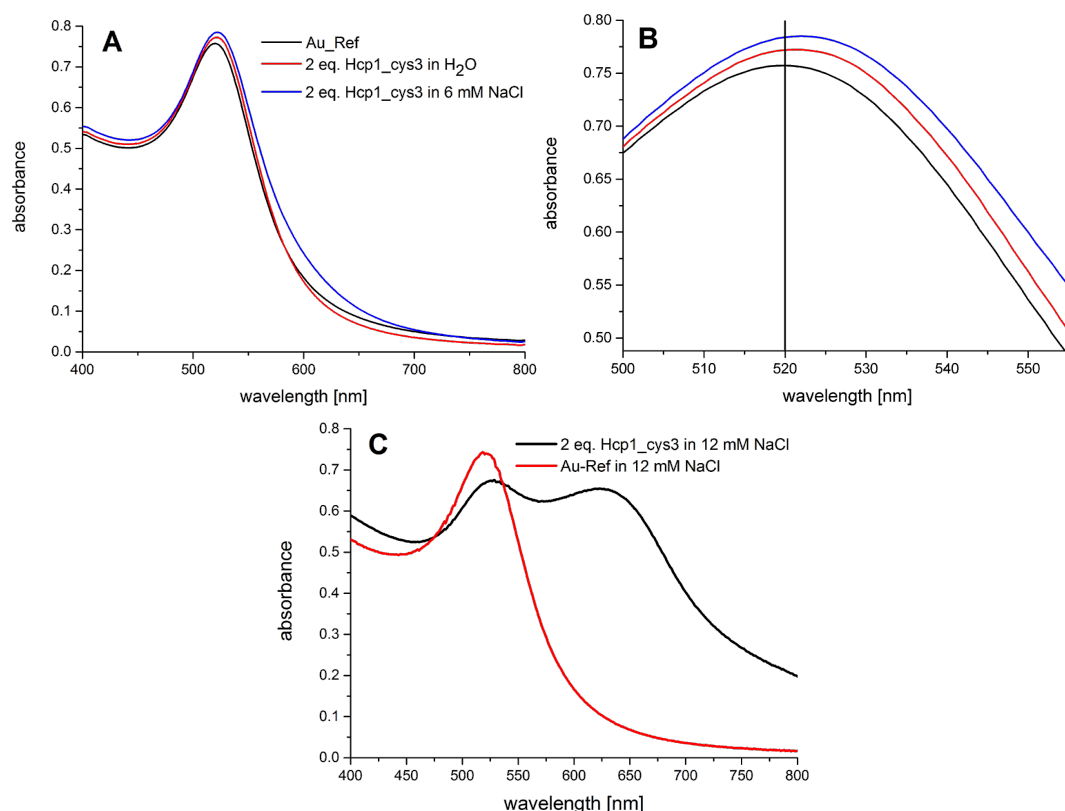 A
Au_Ref
2 eq. Hcp1_cys3 in H2O
2 eq. Hcp1_cys3 in 6 mM NaCl
0.8
0.7
0.6
0.5
0.4
0.3
0.2
0.1
0.0
absorbance
400 500 600 700 800
wavelength [nm]
B
0.80
0.75
0.70
0.65
0.60
0.55
0.50
absorbance
500 510 520 530 540 550
wavelength [nm]
C
2 eq. Hcp1_cys3 in 12 mM NaCl
Au-Ref in 12 mM NaCl
0.8
0.7
0.6
0.5
0.4
0.3
0.2
0.1
0.0
absorbance
400 450 500 550 600 650 700 750 800
wavelength [nm]